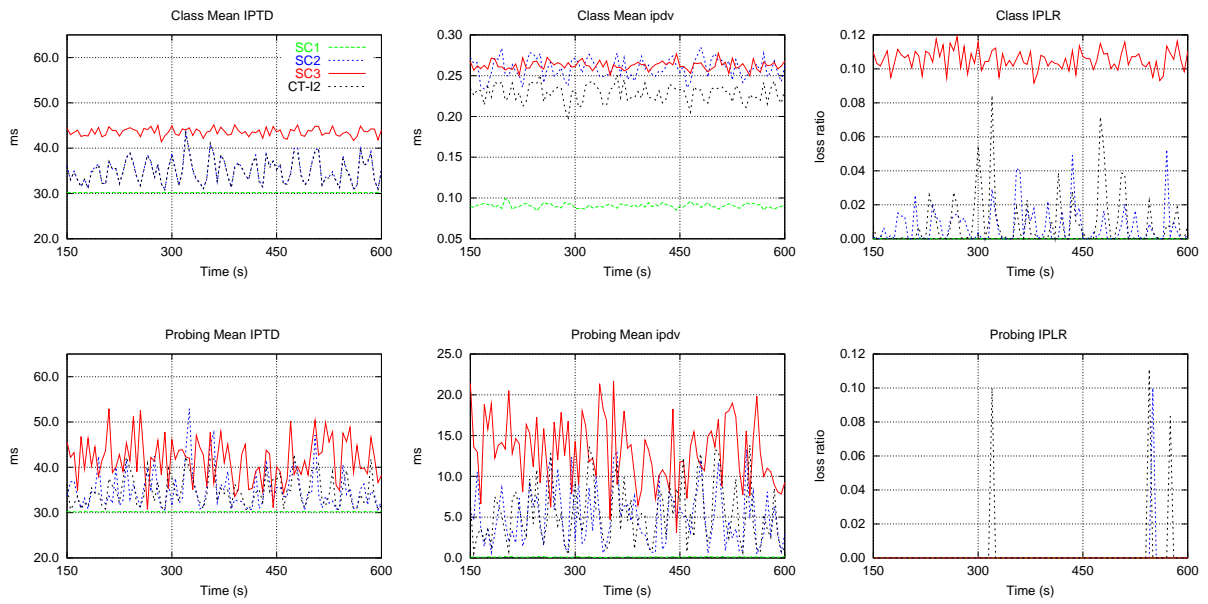 Class Mean IPTD
Class Mean ipdv
Class IPLR
65.0
60.0
50.0
40.0
30.0
20.0
ms
150
300
450
600
Time (s)
SC1
SC2
SC3
CT-I2
0.30
0.25
0.20
0.15
0.10
0.05
ms
150
300
450
600
Time (s)
0.12
0.10
0.08
0.06
0.04
0.02
0.00
loss ratio
150
300
450
600
Time (s)
Probing Mean IPTD
Probing Mean ipdv
Probing IPLR
60.0
50.0
40.0
30.0
20.0
ms
150
300
450
600
Time (s)
25.0
20.0
15.0
10.0
5.0
0.0
ms
150
300
450
600
Time (s)
0.12
0.10
0.08
0.06
0.04
0.02
0.00
loss ratio
150
300
450
600
Time (s)